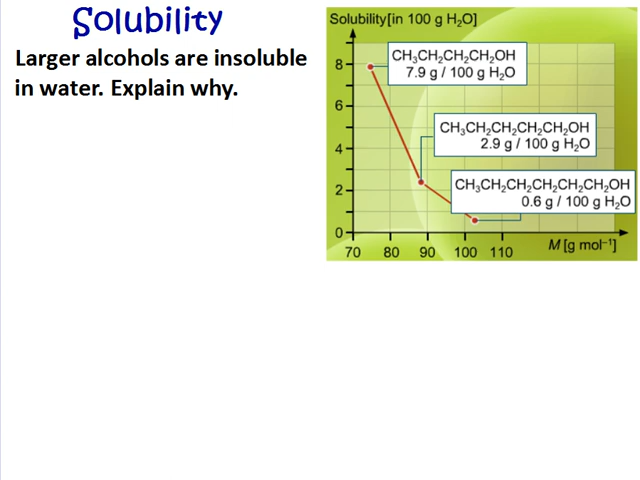 Solubility
Larger alcohols are insoluble
in water. Explain why.
Solubility[in 100 g H₂O]
CH₃CH₂CH₂CH₂OH
7.9 g / 100 g H₂O
CH₃CH₂CH₂CH₂CH₂OH
2.9 g / 100 g H₂O
CH₃CH₂CH₂CH₂CH₂CH₂OH
0.6 g / 100 g H₂O
8
6
4
2
0
70 80 90 100 110
M [g mol⁻¹]